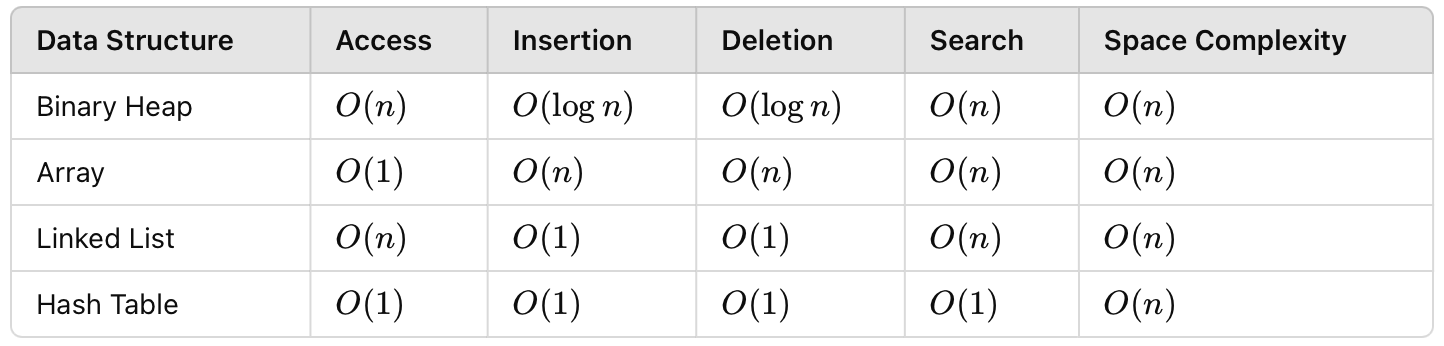 Data Structure Access Insertion Deletion Search Space Complexity
Binary Heap O(n) O(log n) O(log n) O(n) O(n)
Array O(1) O(n) O(n) O(n) O(n)
Linked List O(n) O(1) O(1) O(n) O(n)
Hash Table O(1) O(1) O(1) O(1) O(n)